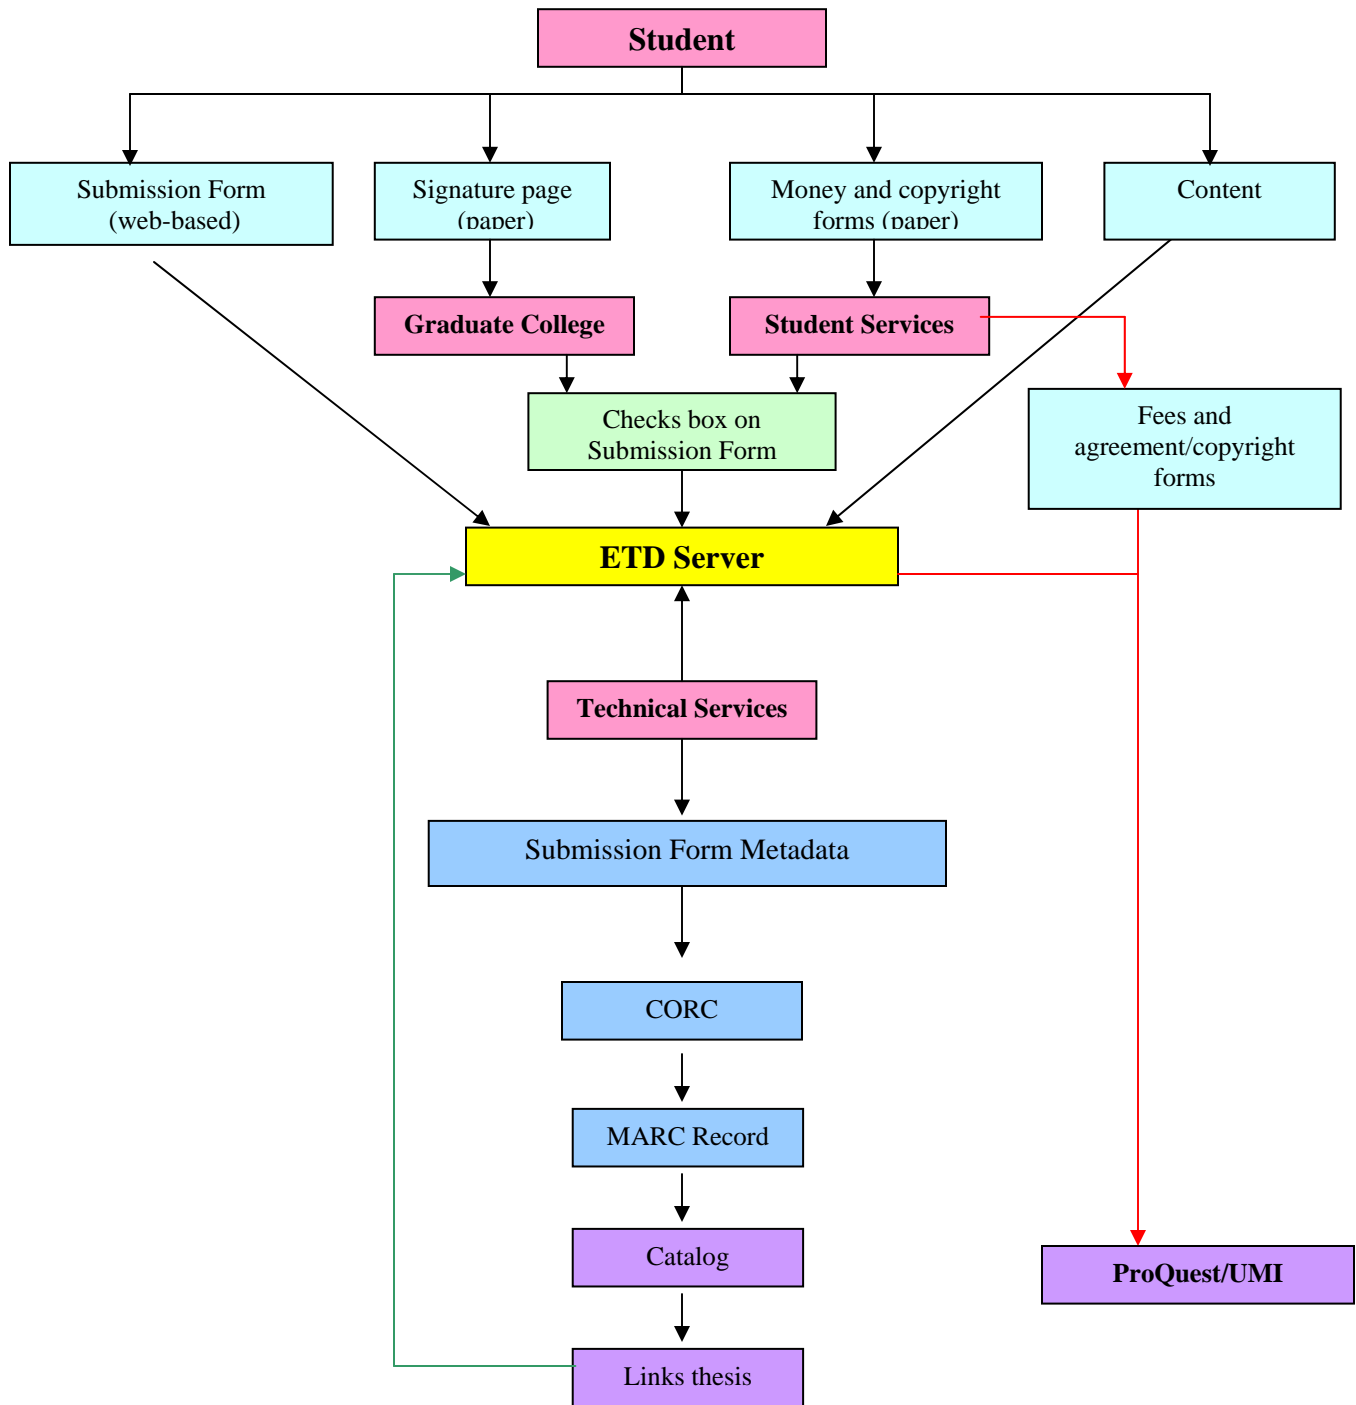 Student
Submission Form
(web-based)
Signature page
(paper)
Money and copyright
forms (paper)
Content
Graduate College
Student Services
Checks box on
Submission Form
Fees and
agreement/copyright
forms
ETD Server
Technical Services
Submission Form Metadata
CORC
MARC Record
Catalog
ProQuest/UMI
Links thesis